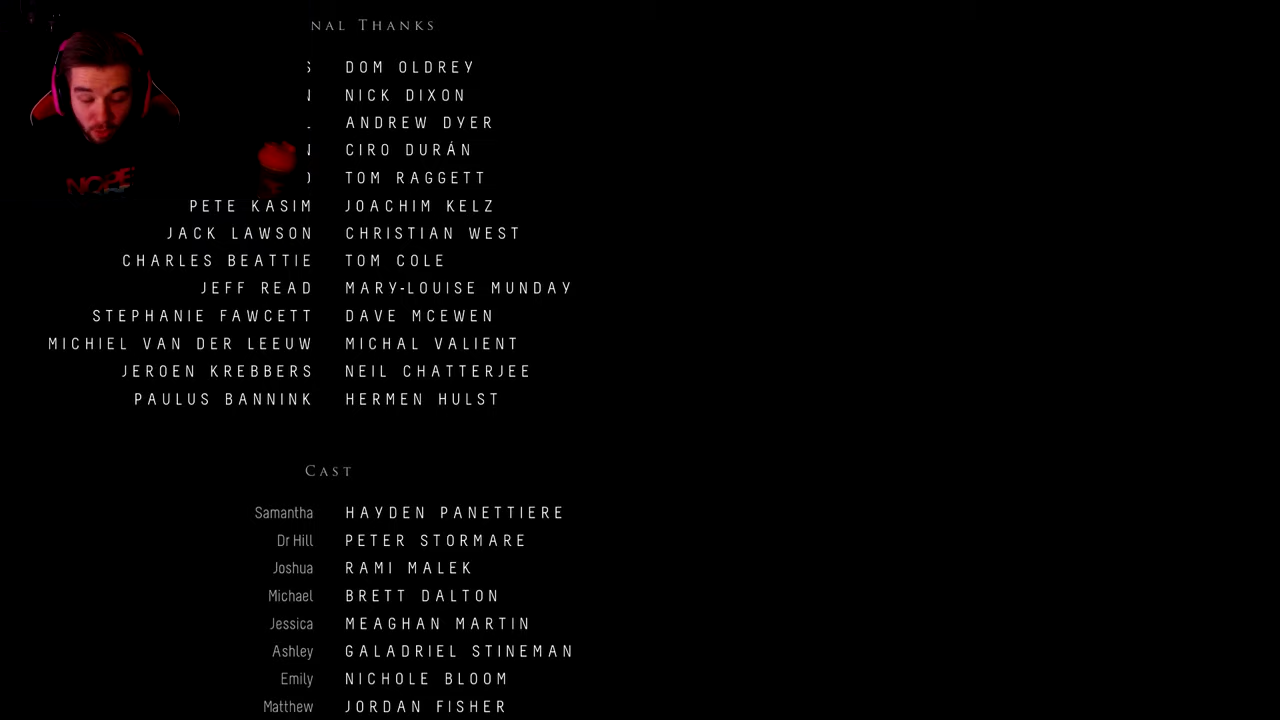 NAL THANKS
DOM OLDREY
NICK DIXON
ANDREW DYER
CIRO DURÁN
TOM RAGGETT
PETE KASIM JOACHIM KELZ
JACK LAWSON CHRISTIAN WEST
CHARLES BEATTIE TOM COLE
JEFF READ MARY-LOUISE MUNDAY
STEPHANIE FAWCETT DAVE MCEWEN
MICHIEL VAN DER LEEUW MICHAL VALIENT
JEROEN KREBBERS NEIL CHATTERJEE
PAULUS BANNINK HERMEN HULST
CAST
Samantha HAYDEN PANETTIERE
Dr Hill PETER STORMARE
Joshua RAMI MALEK
Michael BRETT DALTON
Jessica MEAGHAN MARTIN
Ashley GALADRIEL STINEMAN
Emily NICHOLE BLOOM
Matthew JORDAN FISHER